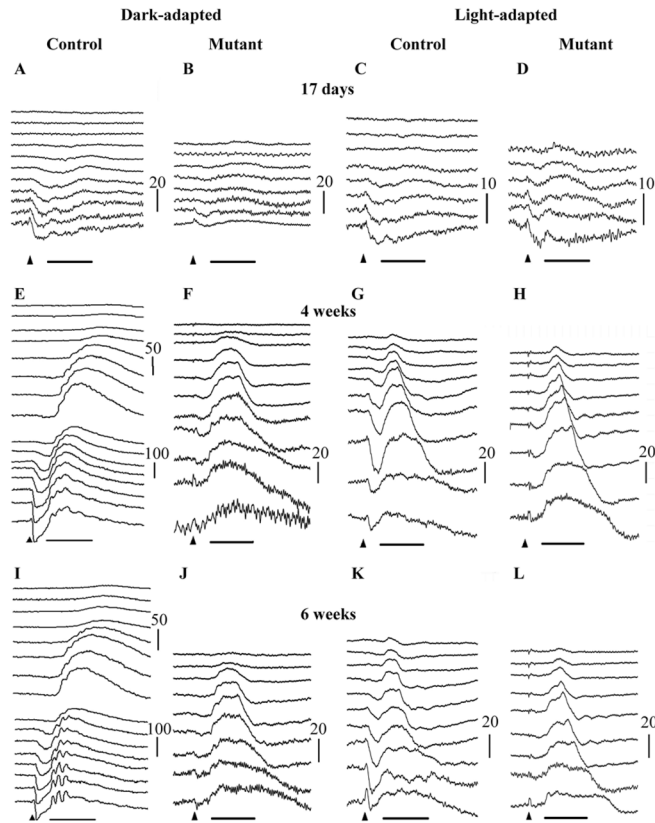 Dark-adapted Light-adapted
Control Mutant Control Mutant
A B C D
17 days
20 20 10 10
E F G H
4 weeks
50
100 20 20 20
I J K L
6 weeks
50
100 20 20 20